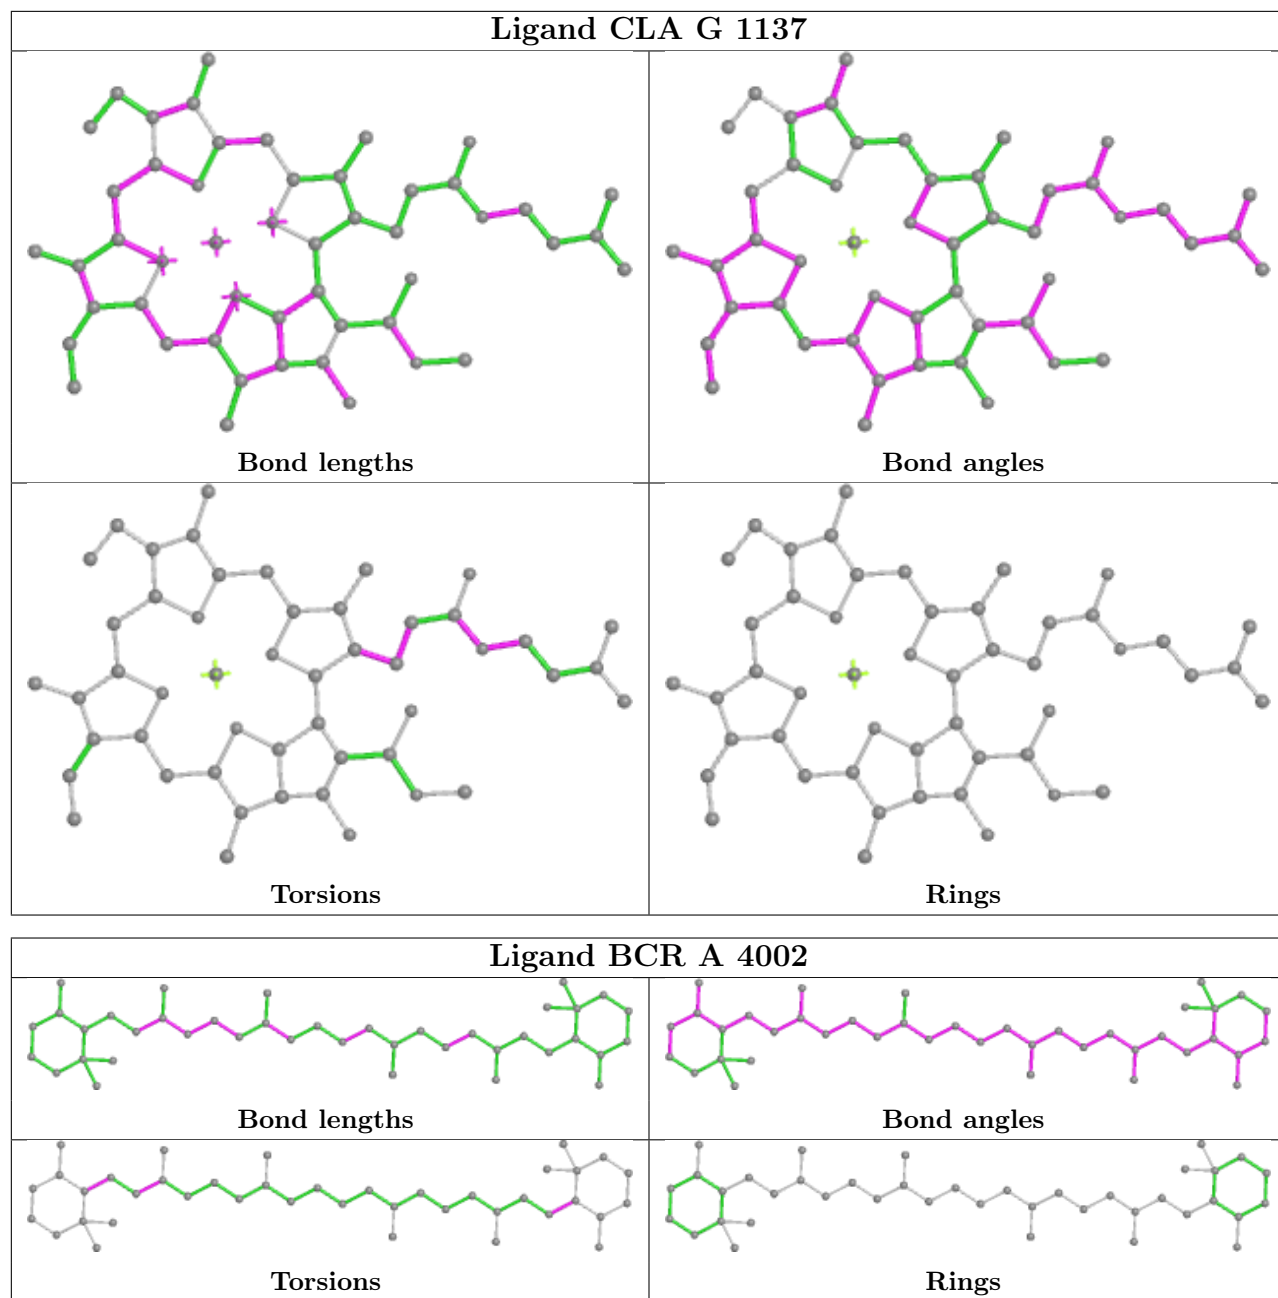 Ligand CLA G 1137
Bond lengths
Bond angles
Torsions
Rings
Ligand BCR A 4002
Bond lengths
Bond angles
Torsions
Rings